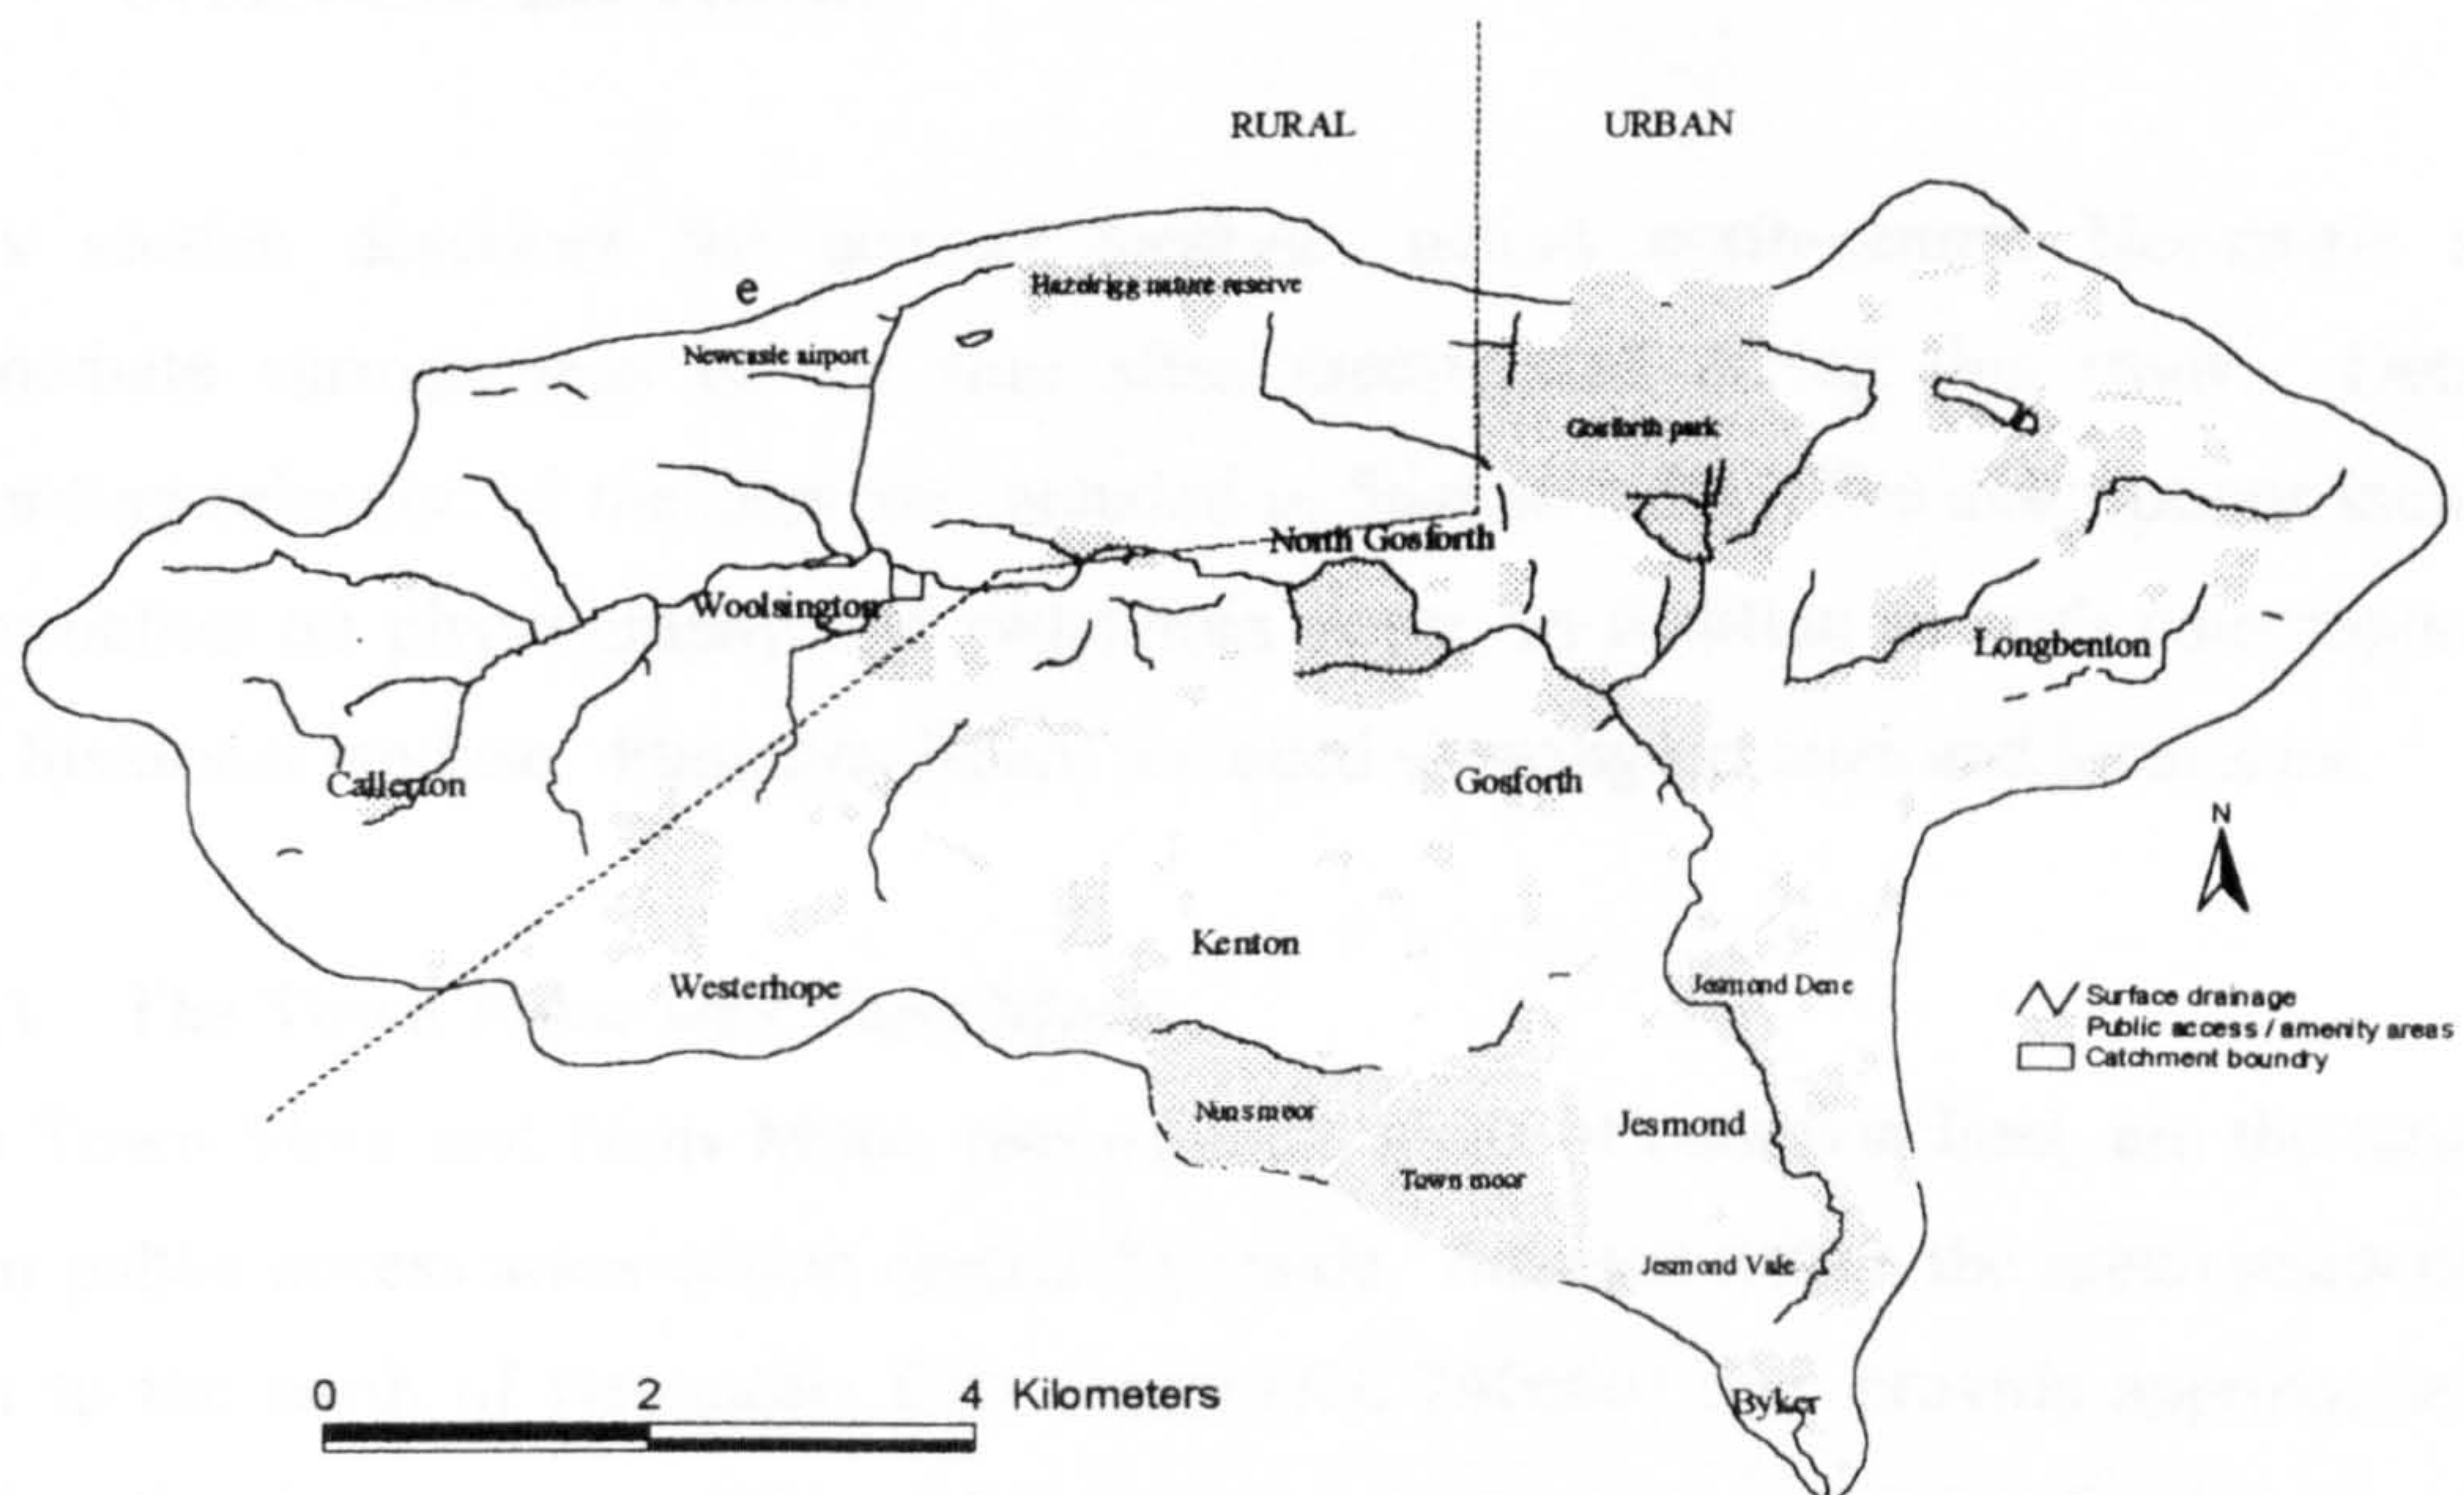 RURAL
URBAN
e
Hazelrigg nature reserve
Newcasle airport
Gosforth park
North Gosforth
Woolsington
Longbenton
Callerton
Gosforth
N
Kenton
Westerhope
Jesmond Dene
Surface drainage
Public access / amenity areas
Catchment boundry
Nunsmoor
Jesmond
Town moor
Jesmond Vale
0 2 4 Kilometers
Byker